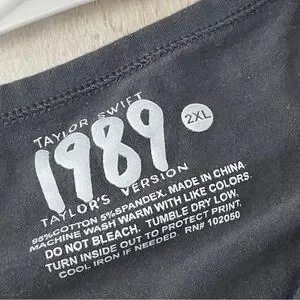 TAYLOR SWIFT
1989
2XL
TAYLOR'S VERSION
95%COTTON 5%SPANDEX. MADE IN CHINA
MACHINE WASH WARM WITH LIKE COLORS.
DO NOT BLEACH. TUMBLE DRY LOW.
TURN INSIDE OUT TO PROTECT PRINT.
COOL IRON IF NEEDED. RN# 102050